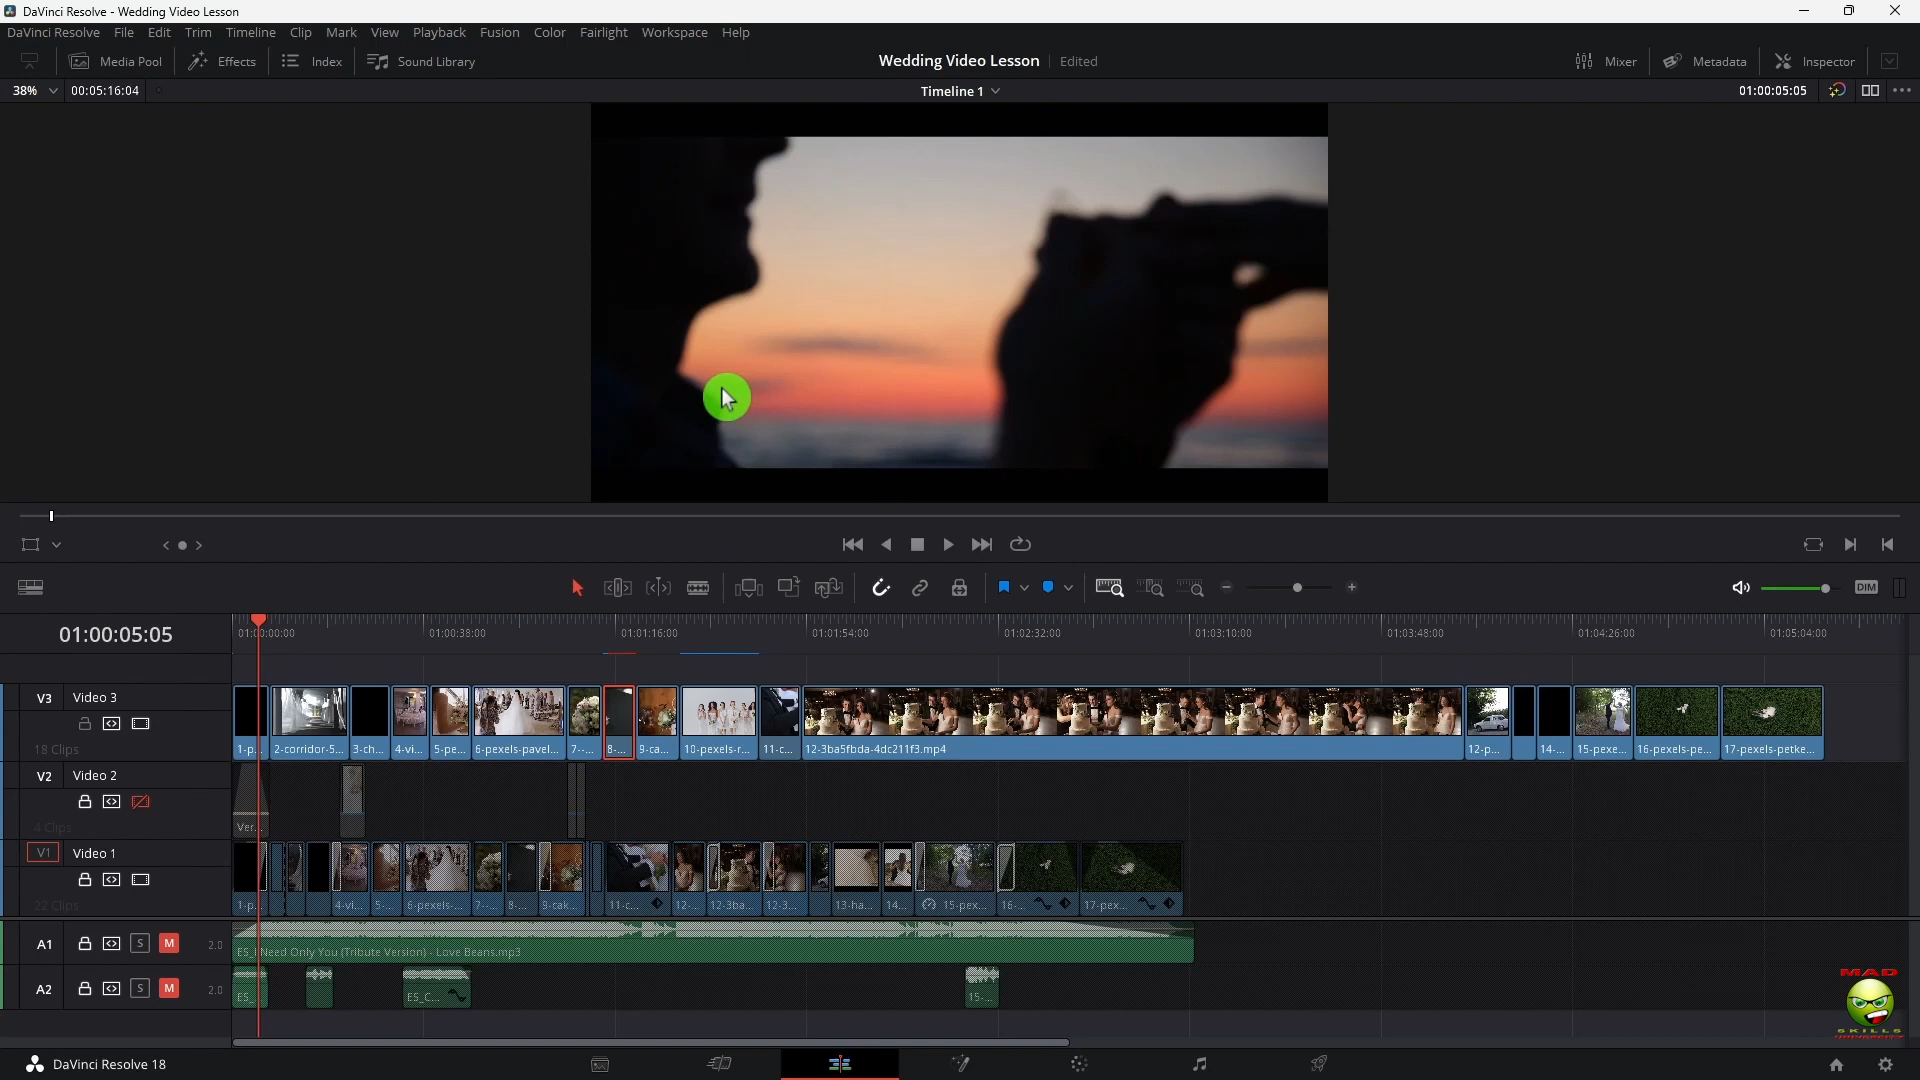 DaVinci Resolve - Wedding Video Lesson
DaVinci Resolve File Edit Trim Timeline Clip Mark View Playback Fusion Color Fairlight Workspace Help
Media Pool Effects Index Sound Library Wedding Video Lesson Edited Mixer Metadata Inspector
38% 00:05:16:04 Timeline 1 01:00:05:05
DIM
01:00:05:05 01:00:00:00 01:00:38:00 01:01:16:00 01:01:54:00 01:02:32:00 01:03:10:00 01:03:48:00 01:04:26:00 01:05:04:00
V3 Video 3
18 Clips 1-p... 2-corridor-5... 3-ch... 4-vi... 5-pe... 6-pexels-pavel... 7--... 8-... 9-ca... 10-pexels-r... 11-c... 12-3ba5fbda-4dc211f3.mp4 12-p... 14-... 15-pexe... 16-pexels-pe... 17-pexels-petke...
V2 Video 2
4 Clips Ver...
V1 Video 1
22 Clips 1-p... 4-vi... 5-... 6-pexels-... 7--... 8-... 9-cak... 11-c... 12-... 12-3ba... 12-3... 13-ha... 14... 15-pex... 16-... 17-pex...
A1 S M 2.0
ES_I Need Only You (Tribute Version) - Love Beans.mp3
A2 S M 2.0 ES_... ES_C... 15-...
MAD
SKILLS
DaVinci Resolve 18